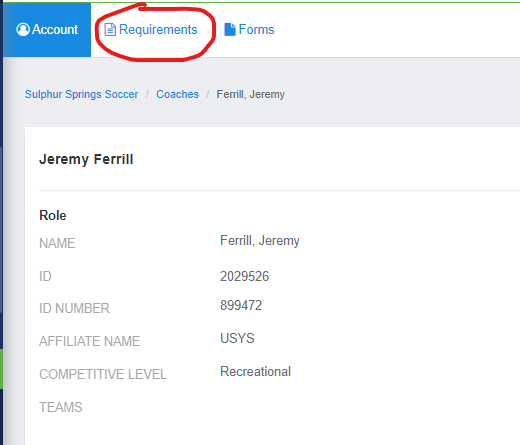 Account Requirements Forms
Sulphur Springs Soccer / Coaches / Ferrill, Jeremy
Jeremy Ferrill
Role
NAME Ferrill, Jeremy
ID 2029526
ID NUMBER 899472
AFFILIATE NAME USYS
COMPETITIVE LEVEL Recreational
TEAMS